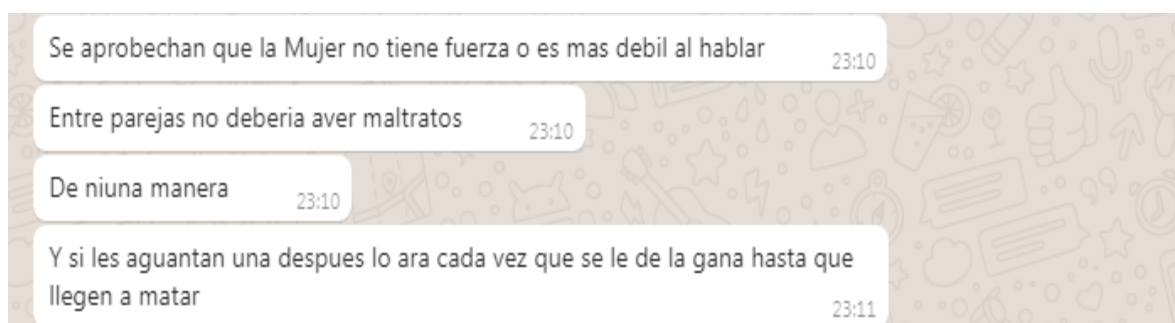 Se aprobechan que la Mujer no tiene fuerza o es mas debil al hablar
23:10
Entre parejas no deberia aver maltratos
23:10
De niuna manera
23:10
Y si les aguantan una despues lo ara cada vez que se le de la gana hasta que
llegen a matar
23:11